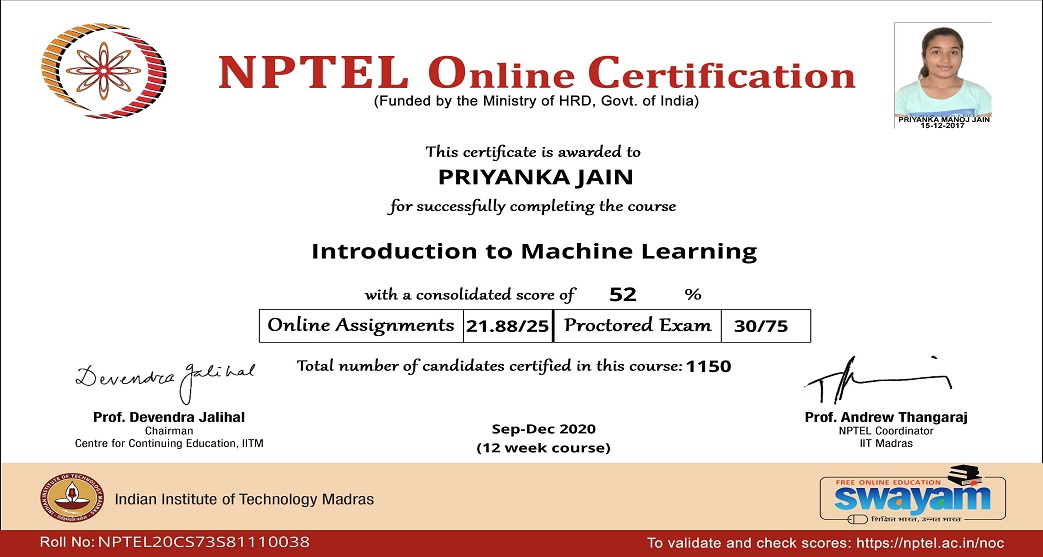 NPTEL Online Certification
(Funded by the Ministry of HRD, Govt. of India)
PRIYANKA MANOJ JAIN
15-12-2017
This certificate is awarded to
PRIYANKA JAIN
for successfully completing the course
Introduction to Machine Learning
with a consolidated score of 52 %
Online Assignments 21.88/25 Proctored Exam 30/75
Total number of candidates certified in this course: 1150
Devendra Jalihal
Prof. Devendra Jalihal
Chairman
Centre for Continuing Education, IITM
Sep-Dec 2020
(12 week course)
Prof. Andrew Thangaraj
NPTEL Coordinator
IIT Madras
Indian Institute of Technology Madras
FREE ONLINE EDUCATION
swayam
शिक्षित भारत, उन्नत भारत
Roll No: NPTEL20CS73S81110038
To validate and check scores: https://nptel.ac.in/noc